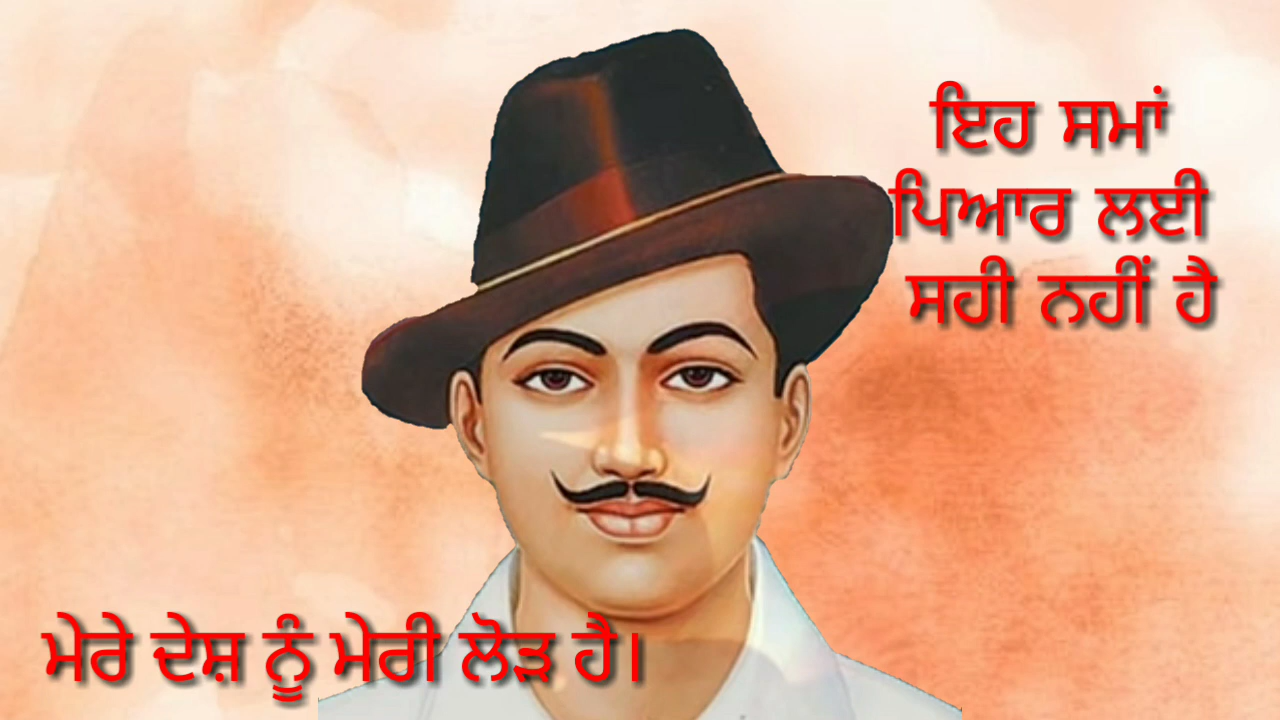 ਇਹ ਸਮਾਂ
ਪਿਆਰ ਲਈ
ਸਹੀ ਨਹੀਂ ਹੈ
ਮੇਰੇ ਦੇਸ਼ ਨੂੰ ਮੇਰੀ ਲੋੜ ਹੈ।